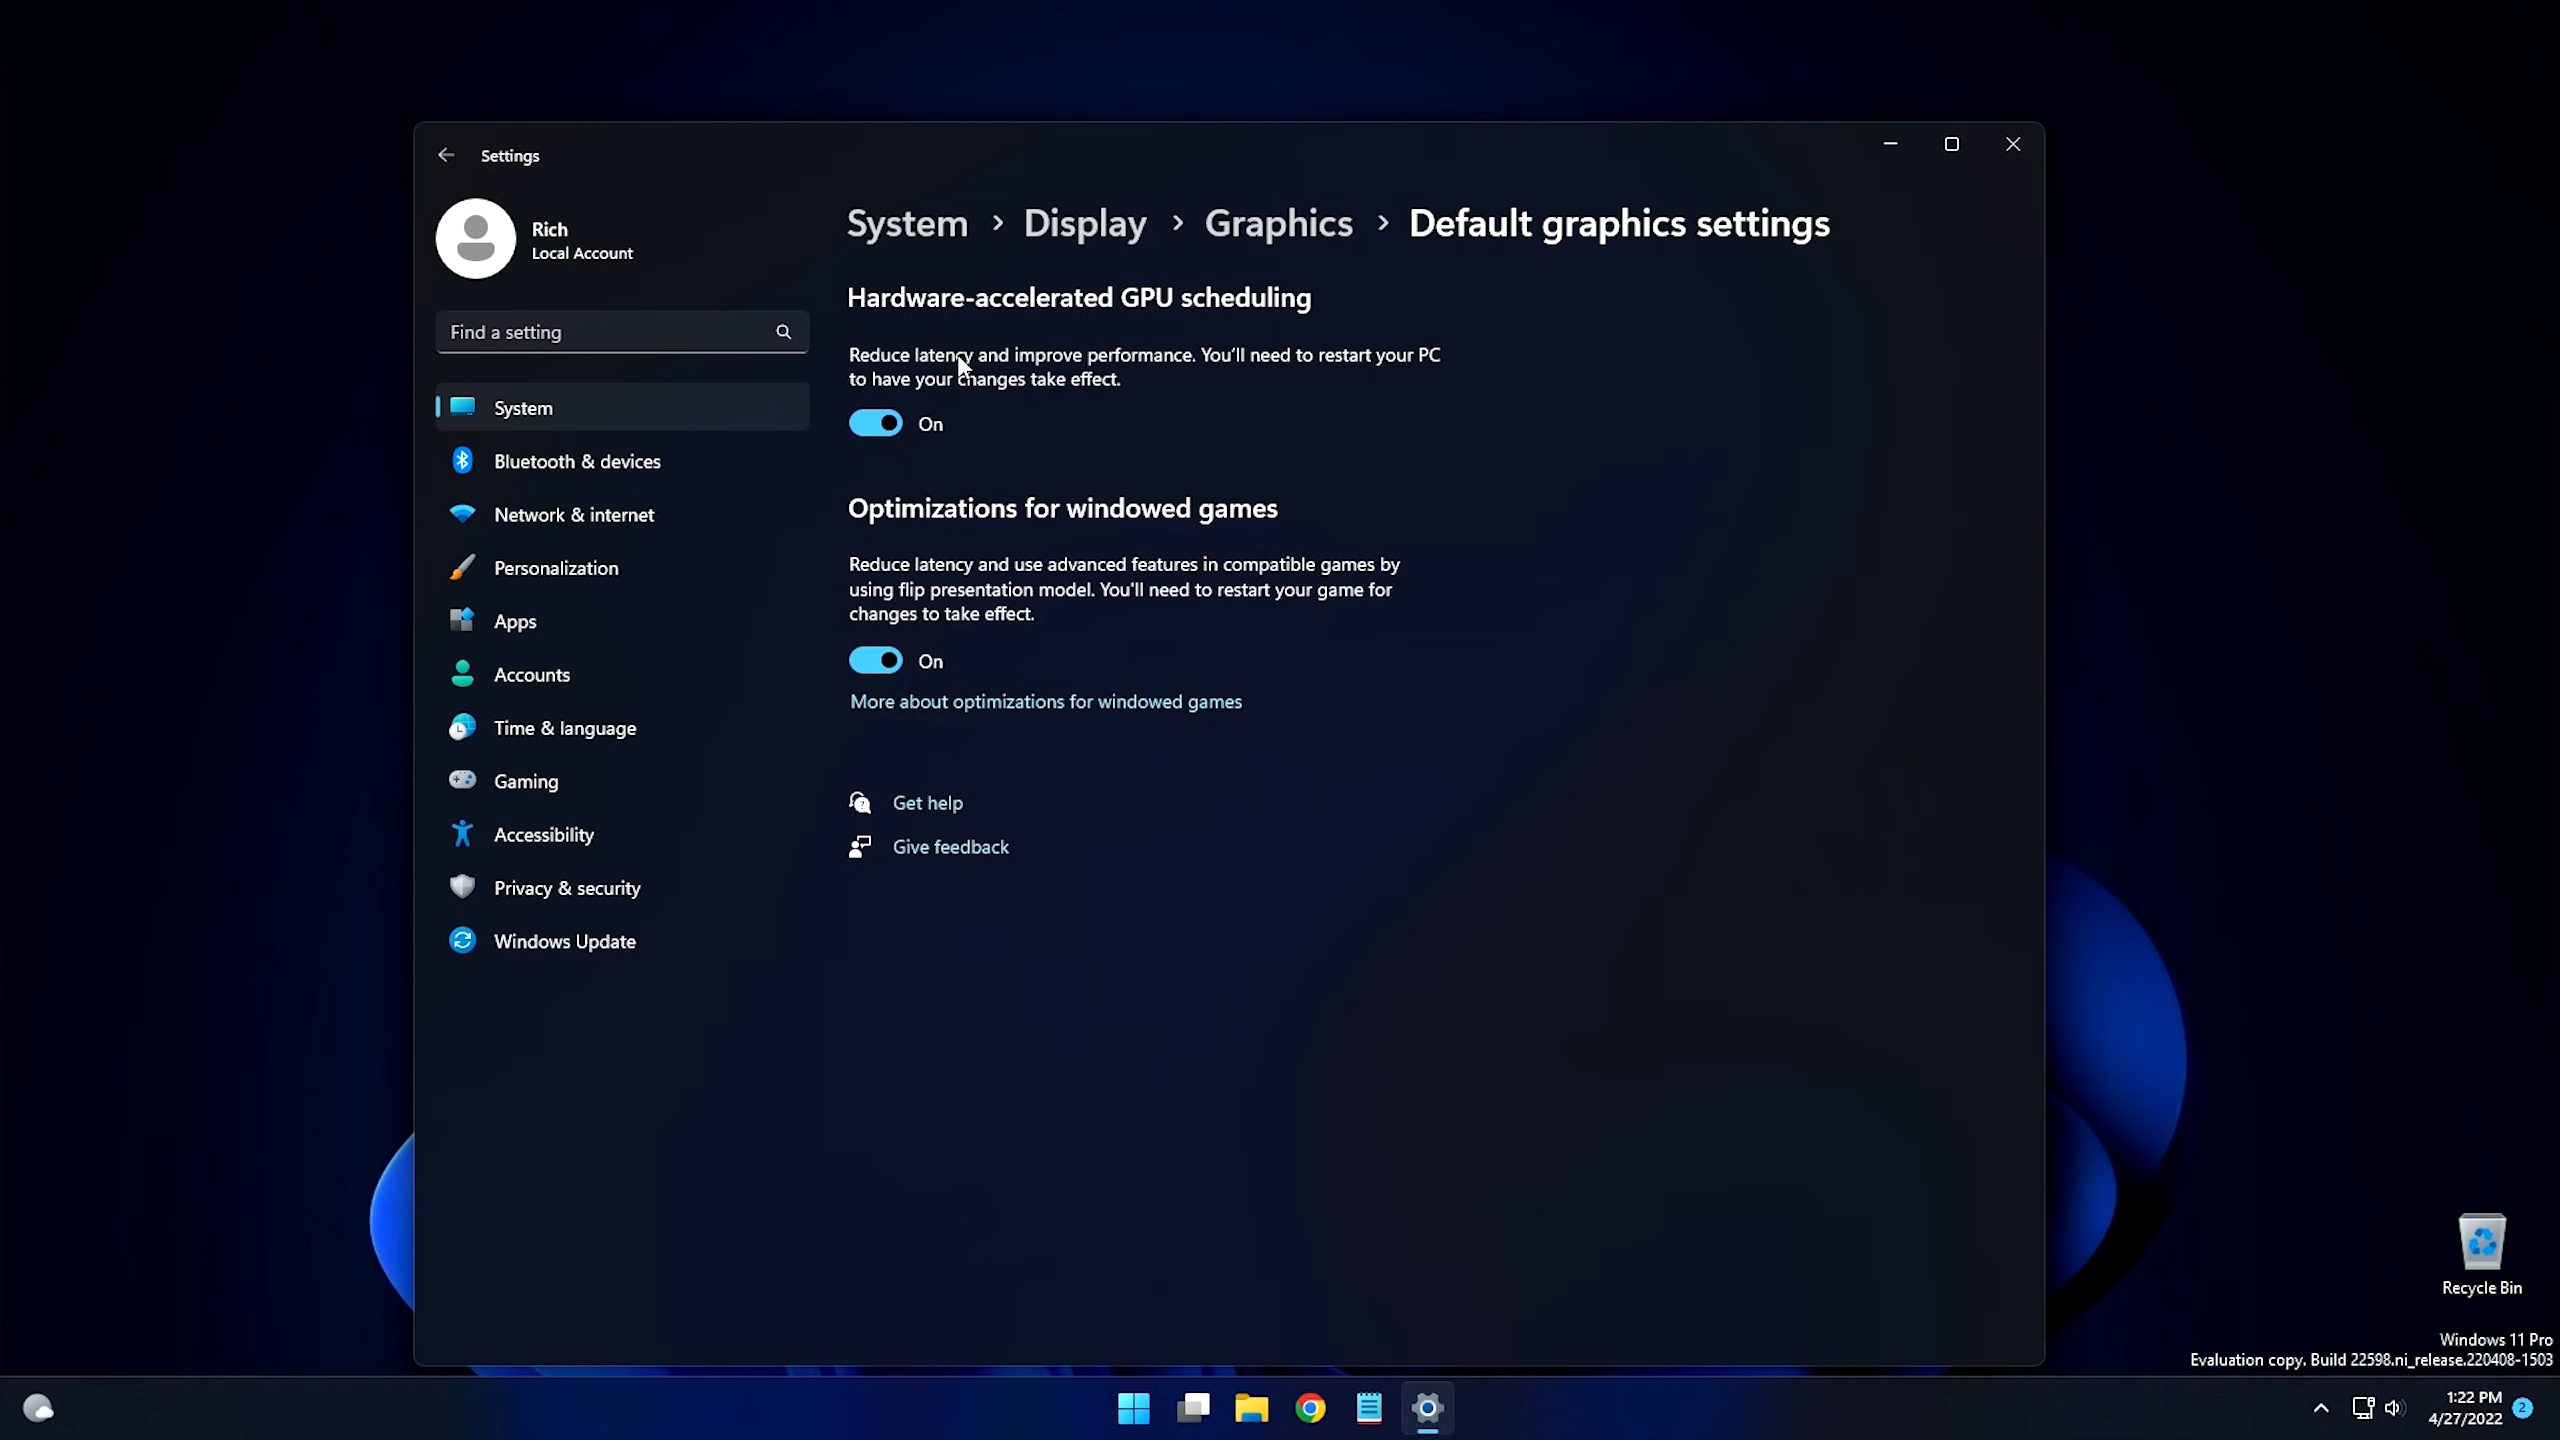 Settings
Rich
Local Account
Find a setting
System
Bluetooth & devices
Network & internet
Personalization
Apps
Accounts
Time & language
Gaming
Accessibility
Privacy & security
Windows Update
System > Display > Graphics > Default graphics settings
Hardware-accelerated GPU scheduling
Reduce latency and improve performance. You'll need to restart your PC
to have your changes take effect.
On
Optimizations for windowed games
Reduce latency and use advanced features in compatible games by
using flip presentation model. You'll need to restart your game for
changes to take effect.
On
More about optimizations for windowed games
Get help
Give feedback
Recycle Bin
Windows 11 Pro
Evaluation copy. Build 22598.ni_release.220408-1503
1:22 PM
4/27/2022
2